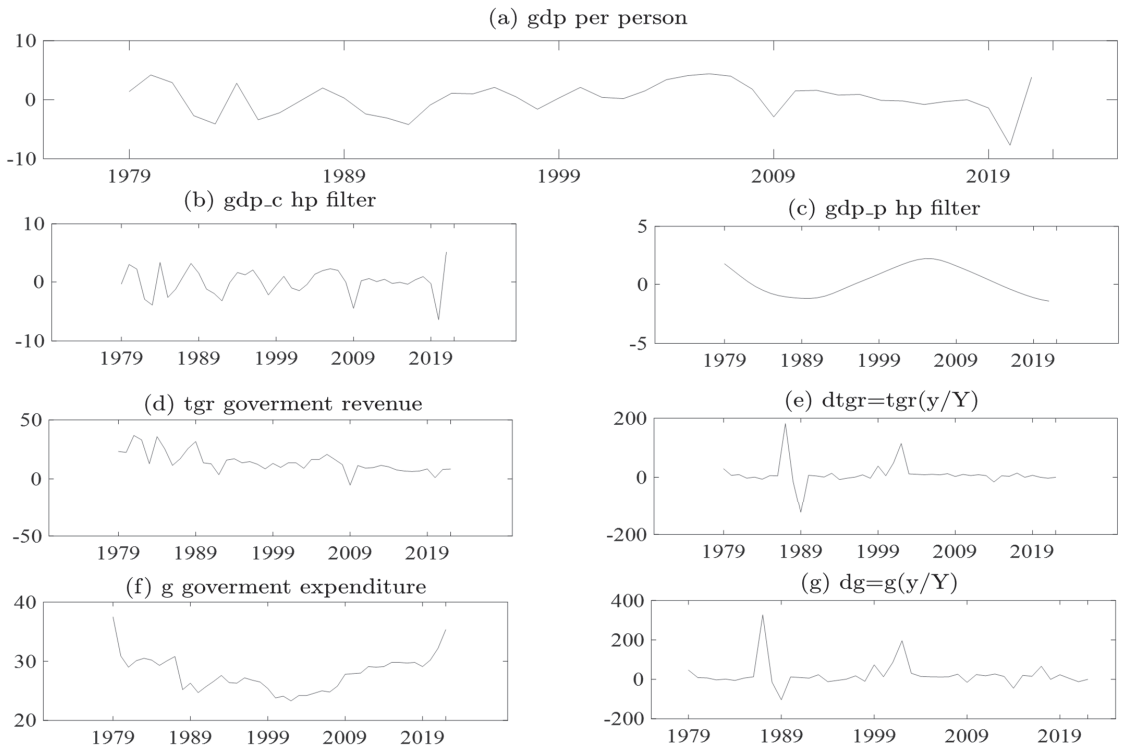 (a) gdp per person
10
0
-10
1979 1989 1999 2009 2019
(b) gdp_c hp filter
10
0
-10
1979 1989 1999 2009 2019
(c) gdp_p hp filter
5
0
-5
1979 1989 1999 2009 2019
(d) tgr goverment revenue
50
0
-50
1979 1989 1999 2009 2019
(e) dtgr=tgr(y/Y)
200
0
-200
1979 1989 1999 2009 2019
(f) g goverment expenditure
40
30
20
1979 1989 1999 2009 2019
(g) dg=g(y/Y)
400
200
0
-200
1979 1989 1999 2009 2019